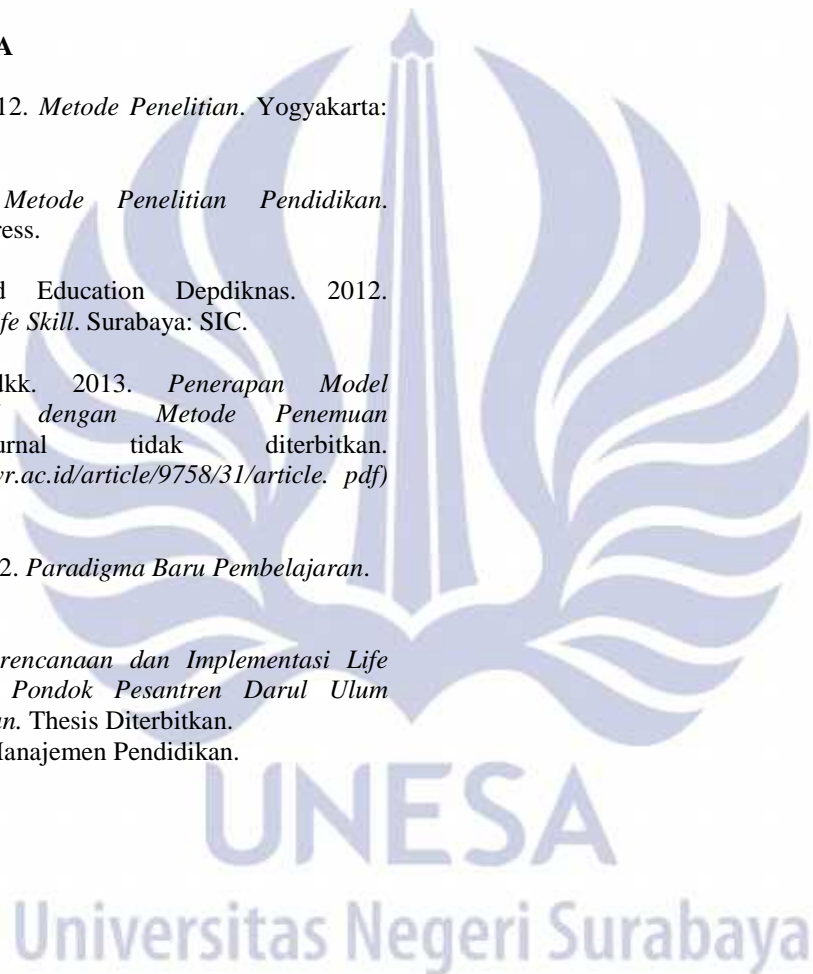 A
12. Metode Penelitian. Yogyakarta:
Metode Penelitian Pendidikan.
ress.
d Education Depdiknas. 2012.
fe Skill. Surabaya: SIC.
dkk. 2013. Penerapan Model
dengan Metode Penemuan
urnal tidak diterbitkan.
yr.ac.id/article/9758/31/article. pdf)
2. Paradigma Baru Pembelajaran.
rencanaan dan Implementasi Life
Pondok Pesantren Darul Ulum
an. Thesis Diterbitkan.
Manajemen Pendidikan.
UNESA
Universitas Negeri Surabaya